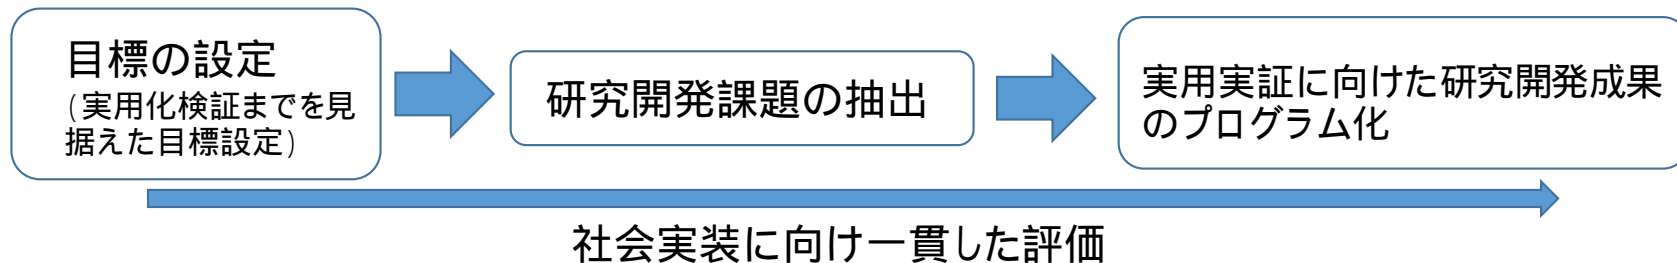 目標の設定
(実用化検証までを見
据えた目標設定)
研究開発課題の抽出
実用実証に向けた研究開発成果
のプログラム化
社会実装に向け一貫した評価